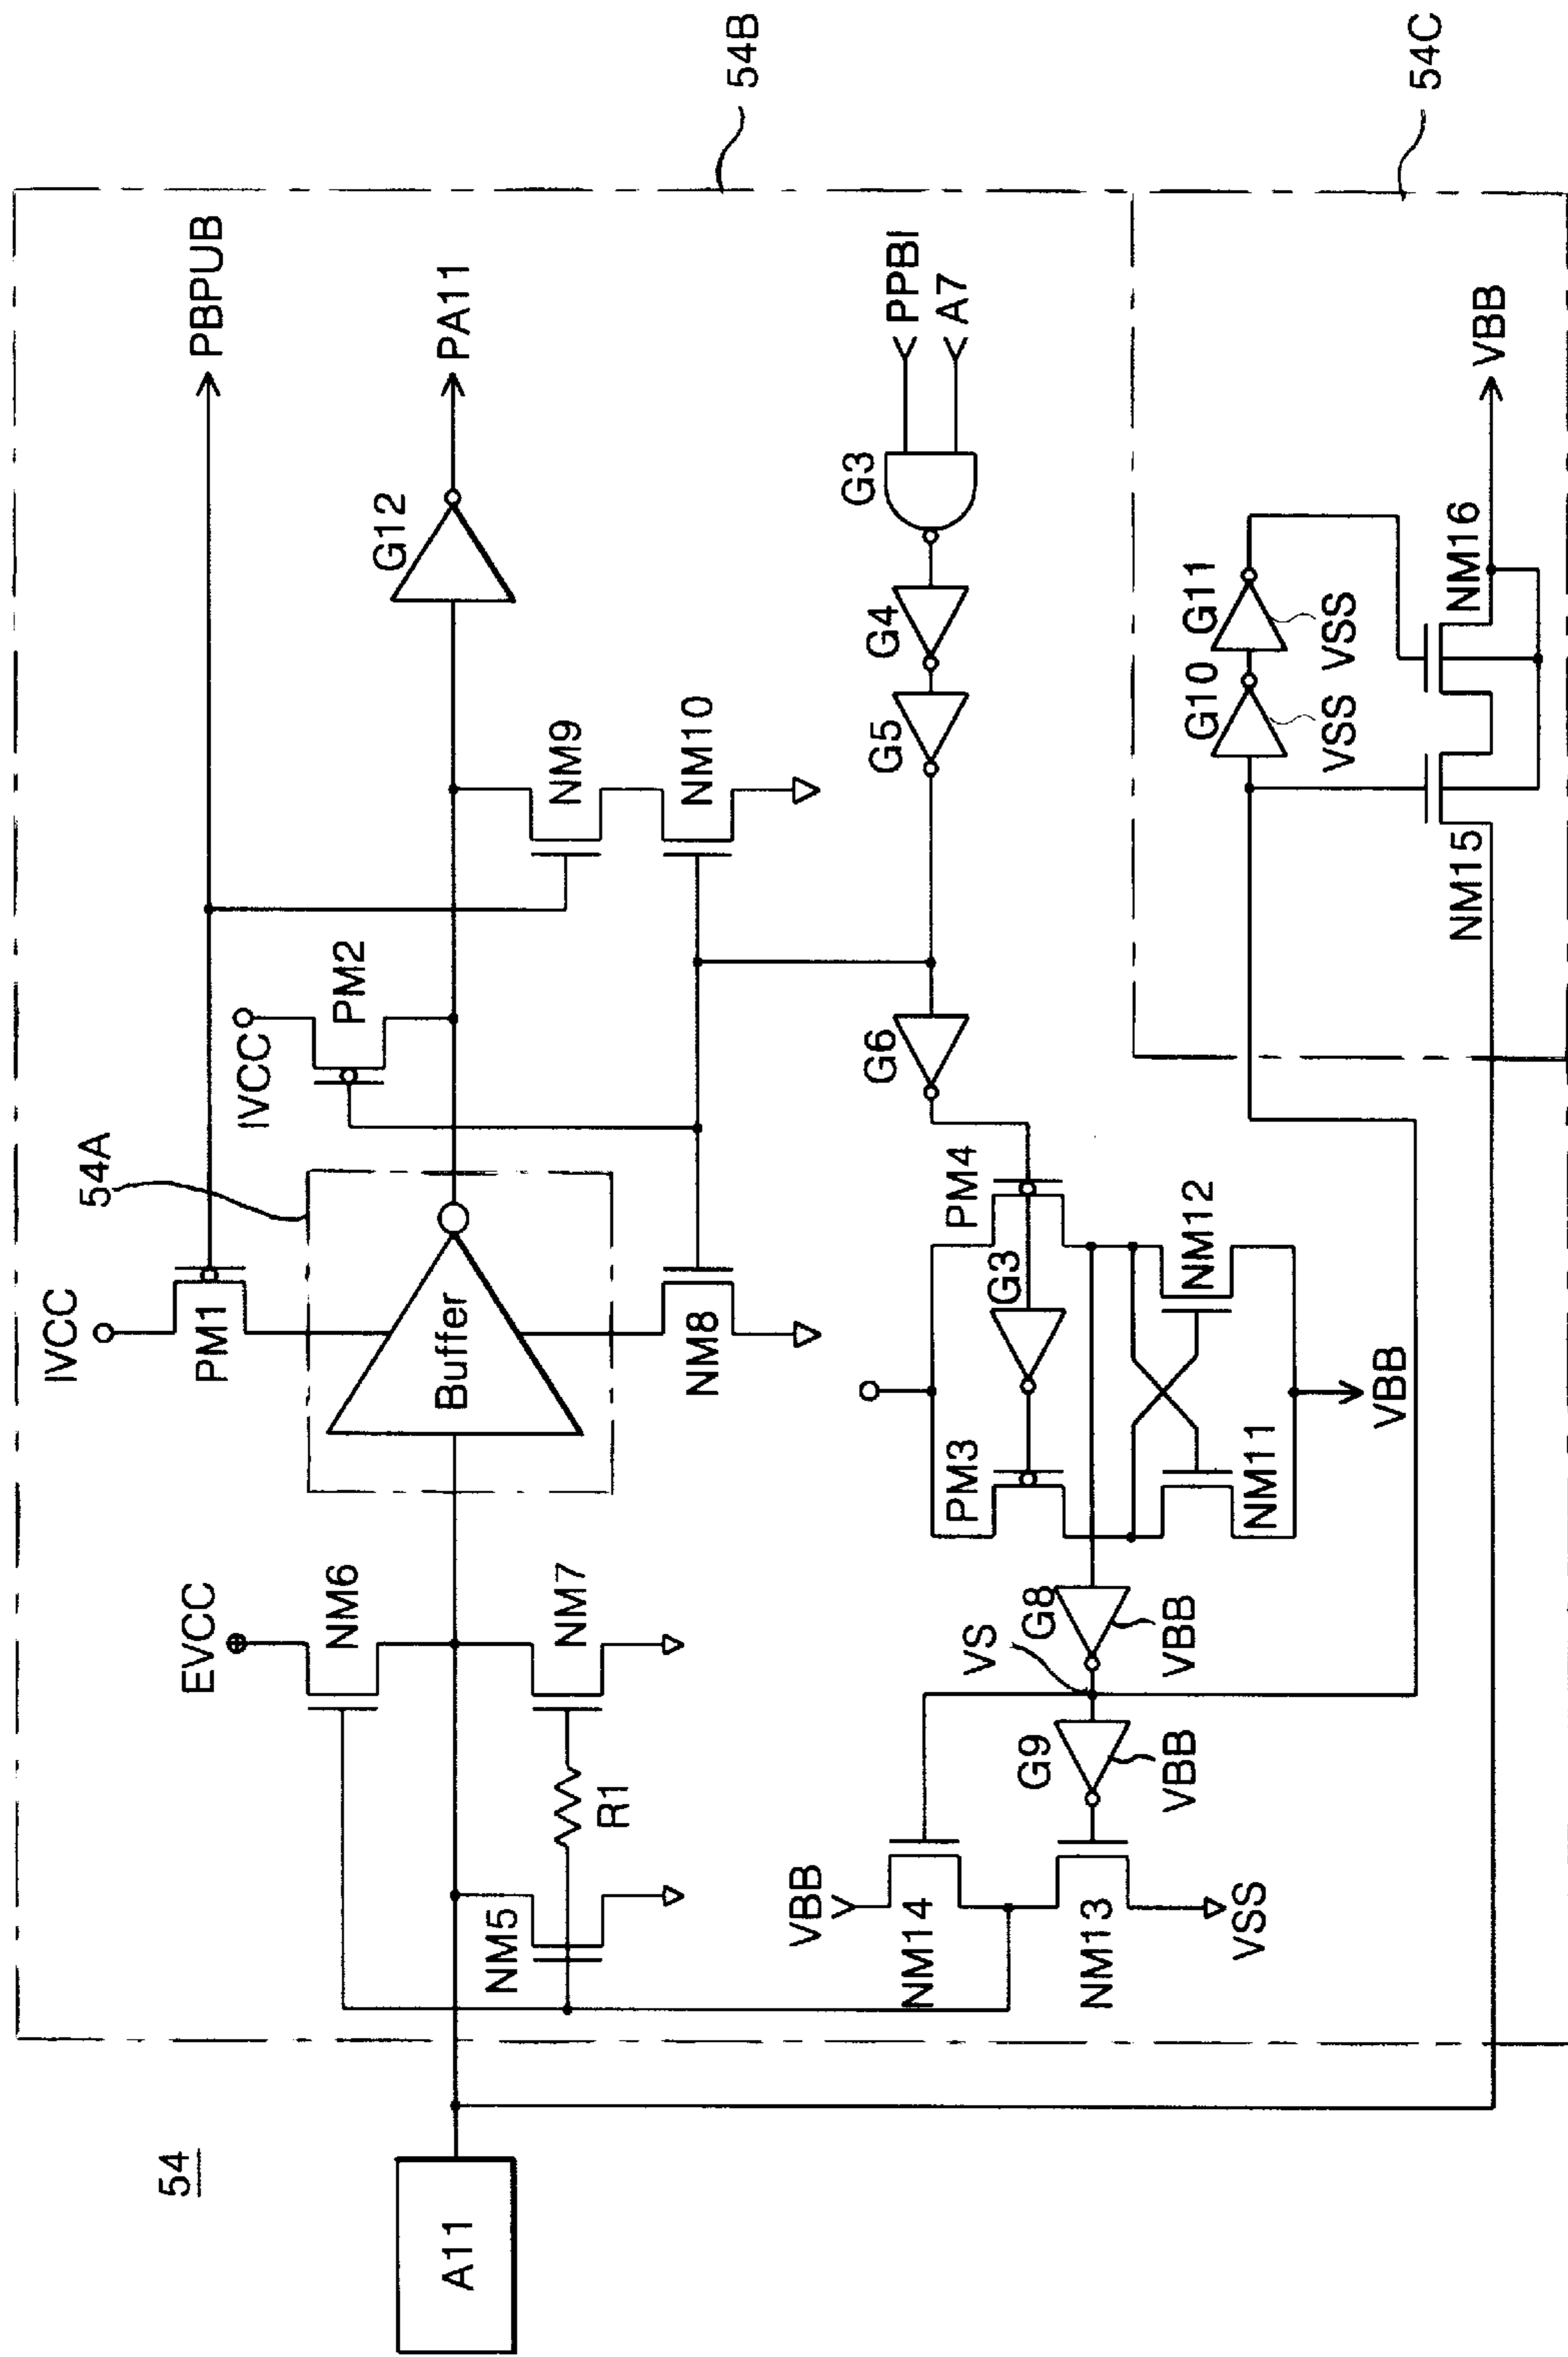 54
A11
EVCC
NM6
NM7
NM5
R1
IVCC
PM1
54A
Buffer
NM8
IVCC
PM2
NM9
NM10
G12
PBPUB
PA11
54B
PPBI
A7
G3
G4
G5
G6
PM4
G3
PM3
NM12
NM11
VBB
G8
VBB
VS
G9
VBB
VBB
NM14
NM13
VSS
G10
VSS
G11
VSS
NM15
NM16
VBB
54C